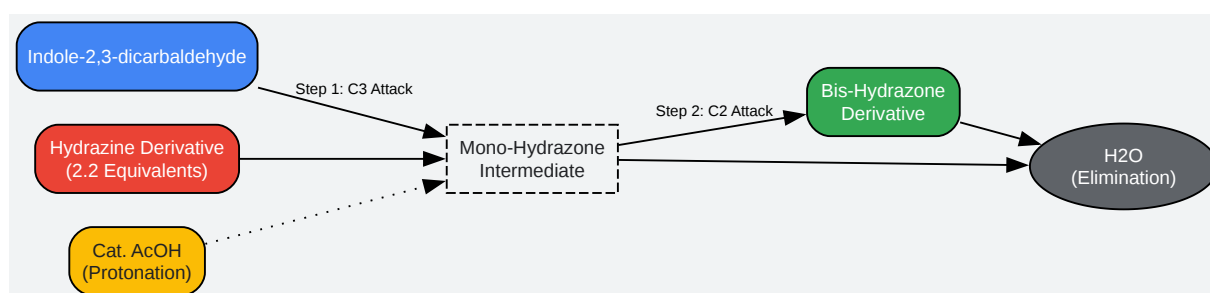 Indole-2,3-dicarbaldehyde
Step 1: C3 Attack
Hydrazine Derivative
(2.2 Equivalents)
Cat. AcOH
(Protonation)
Mono-Hydrazone
Intermediate
Step 2: C2 Attack
Bis-Hydrazone
Derivative
H2O
(Elimination)